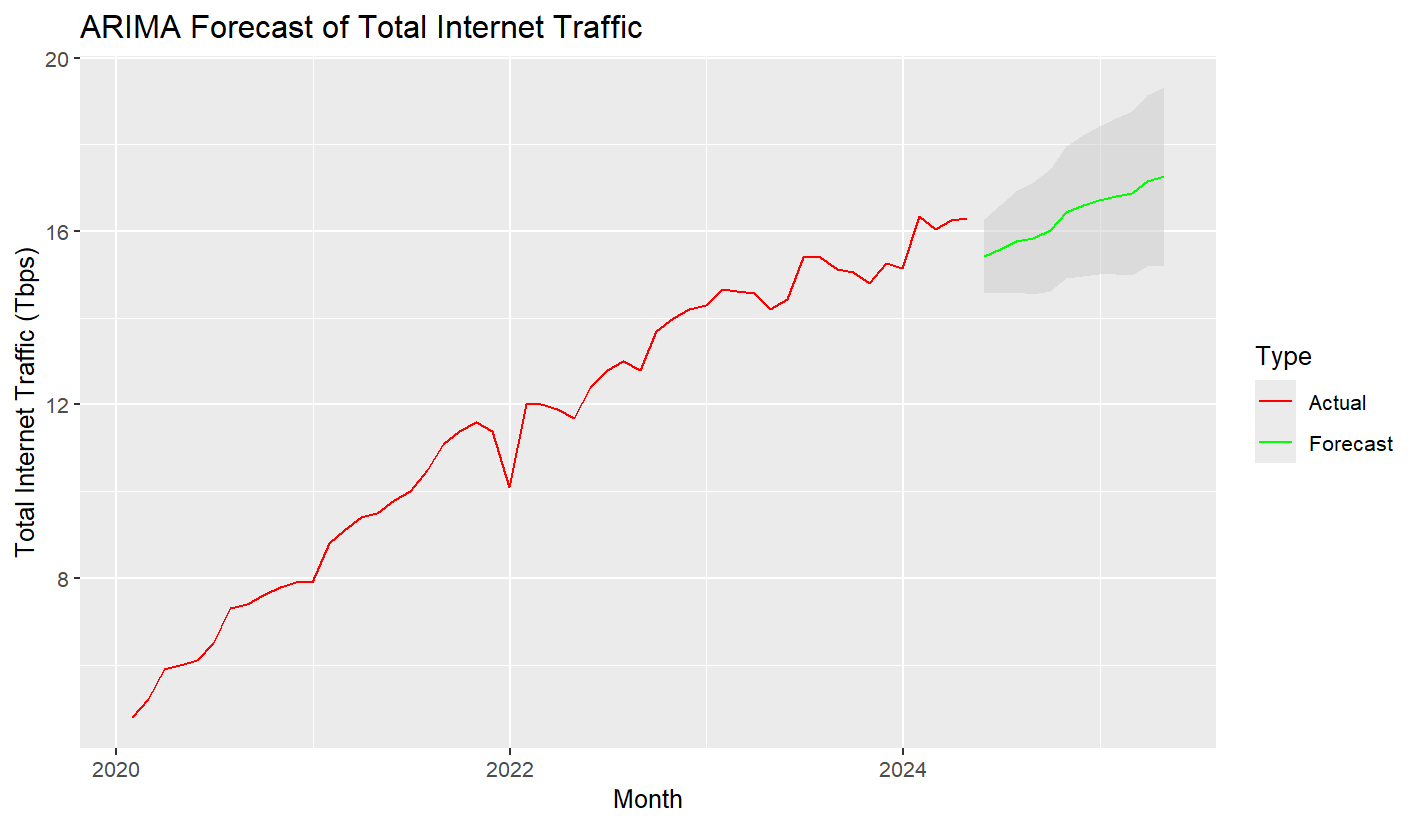 ARIMA Forecast of Total Internet Traffic
Total Internet Traffic (Tbps)
20
16
12
8
2020
2022
2024
Month
Type
Actual
Forecast